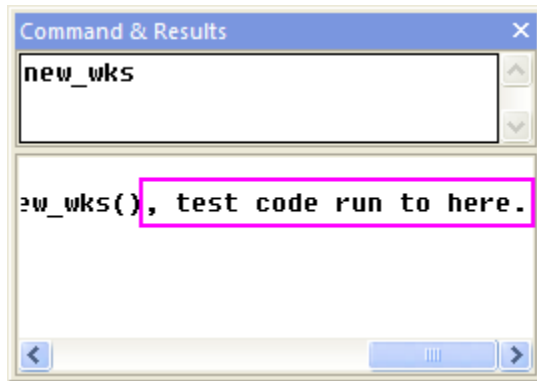 Command & Results
new_wks
ew_wks(), test code run to here.